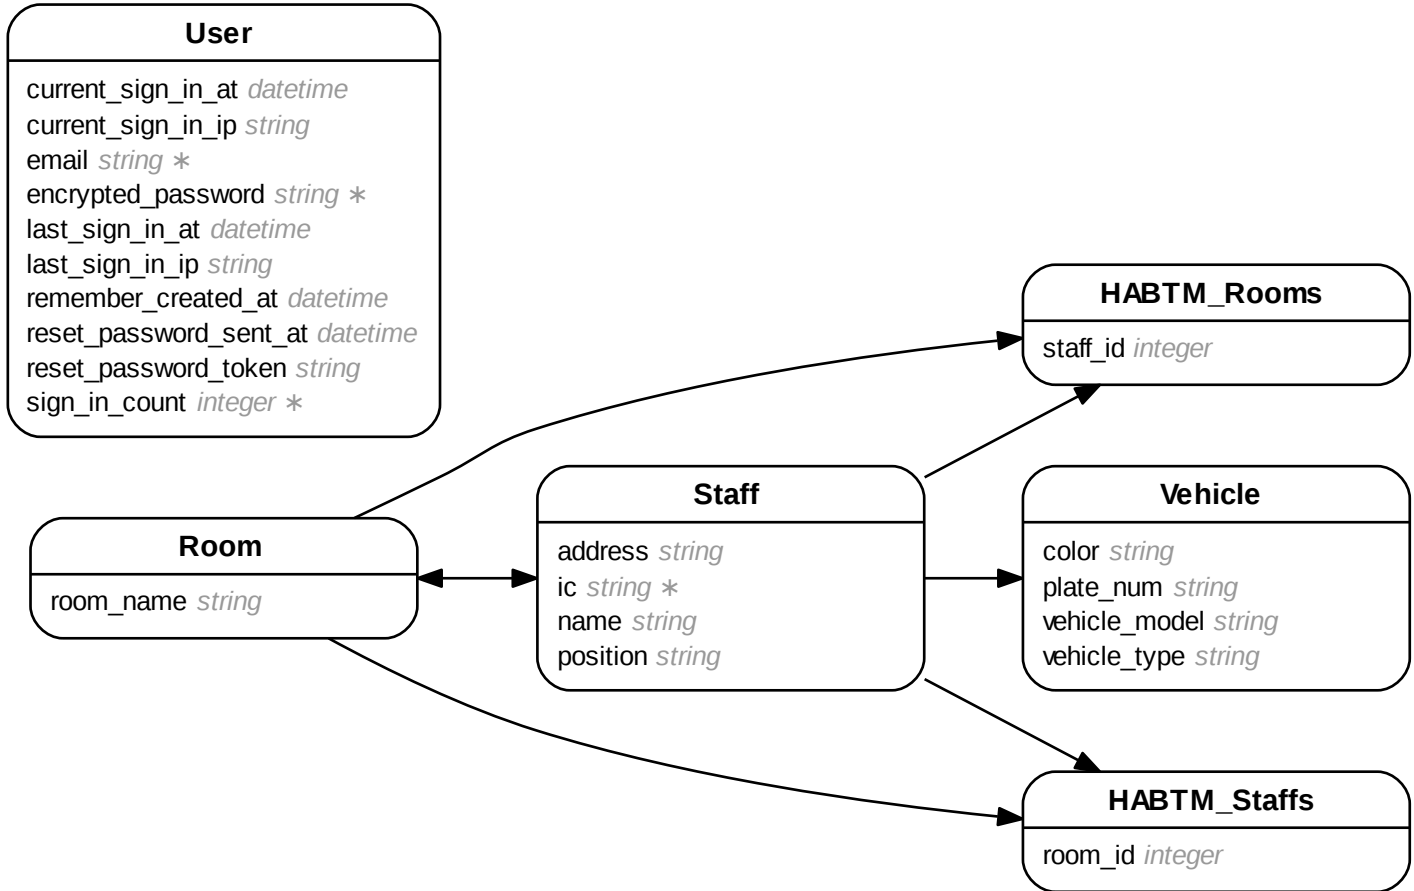 User
current_sign_in_at datetime
current_sign_in_ip string
email string ∗
encrypted_password string ∗
last_sign_in_at datetime
last_sign_in_ip string
remember_created_at datetime
reset_password_sent_at datetime
reset_password_token string
sign_in_count integer ∗
Room
room_name string
Staff
address string
ic string ∗
name string
position string
HABTM_Rooms
staff_id integer
Vehicle
color string
plate_num string
vehicle_model string
vehicle_type string
HABTM_Staffs
room_id integer